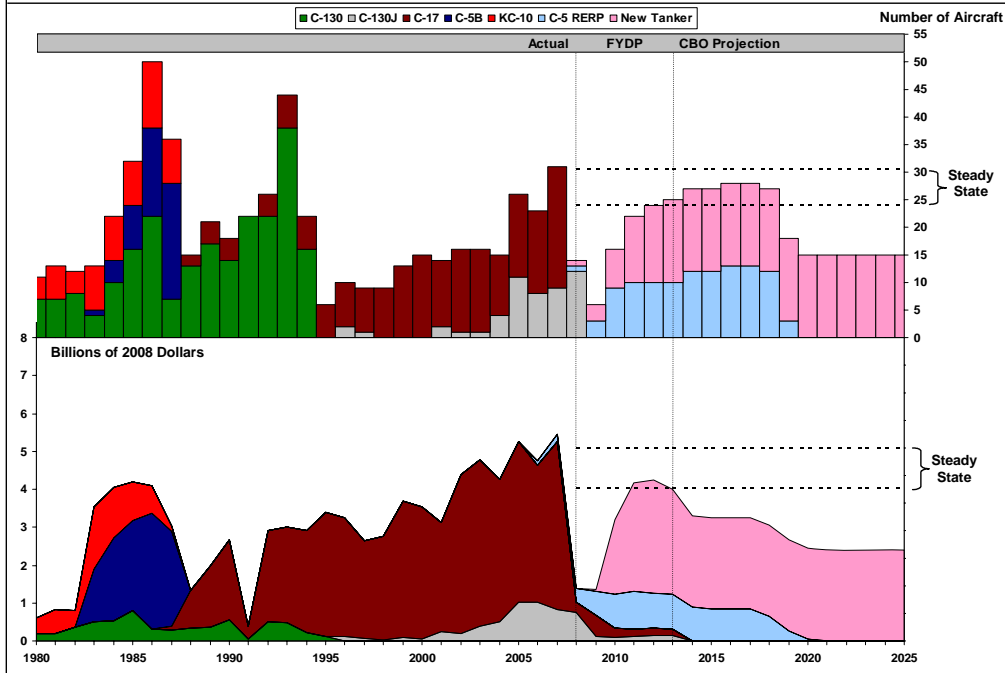 C-130 C-130J C-17 C-5B KC-10 C-5 RERP New Tanker
Number of Aircraft
Actual FYDP CBO Projection
55
50
45
40
35
30
25
20
15
10
5
0
Steady
State
Billions of 2008 Dollars
8
7
6
5
4
3
2
1
0
Steady
State
1980 1985 1990 1995 2000 2005 2010 2015 2020 2025